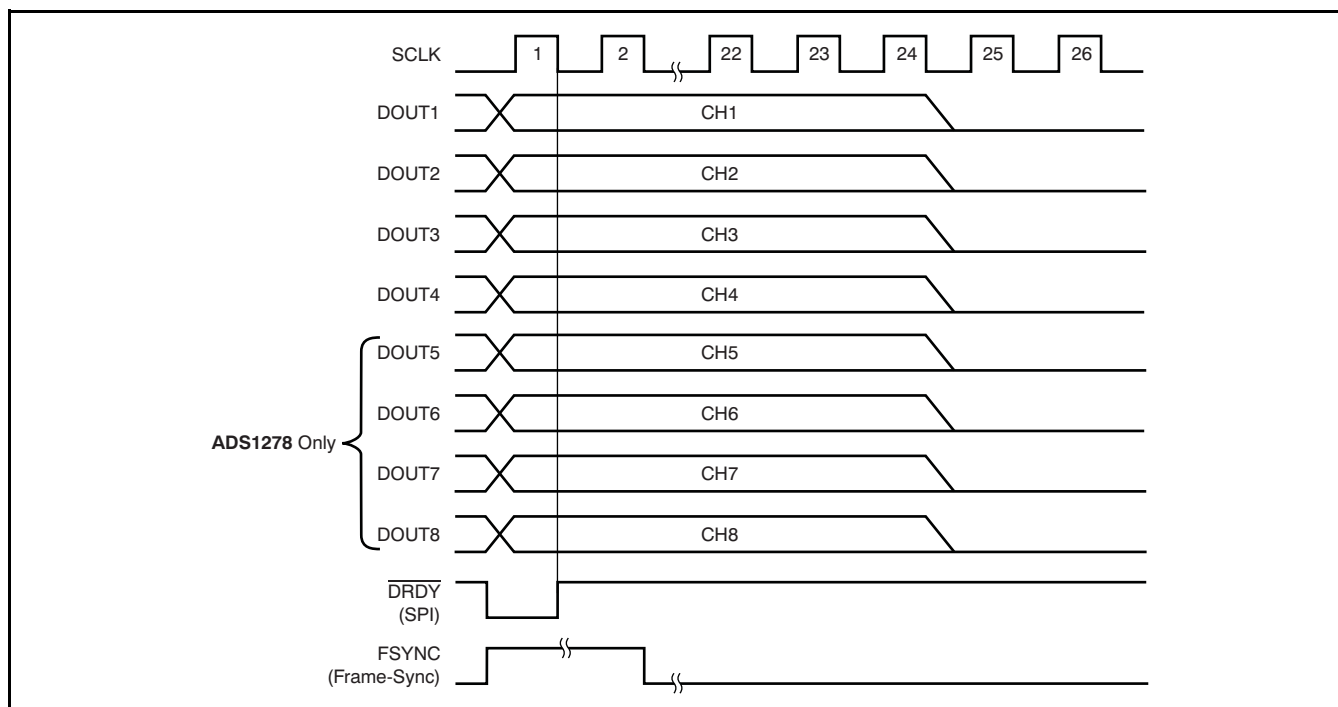 SCLK 1 2 22 23 24 25 26
DOUT1 CH1
DOUT2 CH2
DOUT3 CH3
DOUT4 CH4
DOUT5 CH5
DOUT6 CH6
ADS1278 Only
DOUT7 CH7
DOUT8 CH8
DRDY
(SPI)
FSYNC
(Frame-Sync)